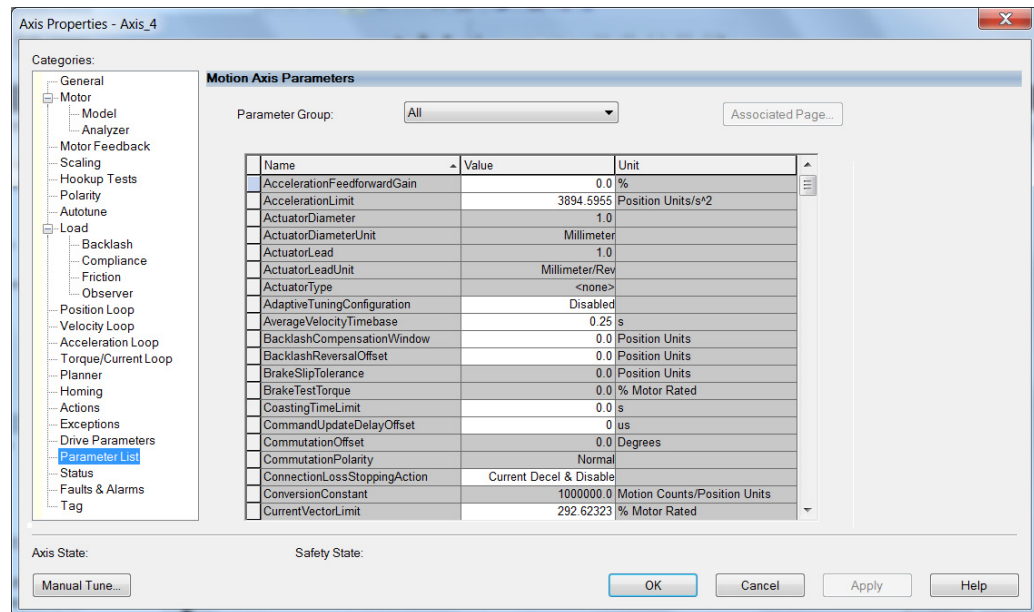 Axis Properties - Axis_4
Categories:
General
Motor
Model
Analyzer
Motor Feedback
Scaling
Hookup Tests
Polarity
Autotune
Load
Backlash
Compliance
Friction
Observer
Position Loop
Velocity Loop
Acceleration Loop
Torque/Current Loop
Planner
Homing
Actions
Exceptions
Drive Parameters
Parameter List
Status
Faults & Alarms
Tag
Motion Axis Parameters
Parameter Group: All Associated Page...
Name Value Unit
AccelerationFeedforwardGain 0.0 %
AccelerationLimit 3894.5955 Position Units/s^2
ActuatorDiameter 1.0
ActuatorDiameterUnit Millimeter
ActuatorLead 1.0
ActuatorLeadUnit Millimeter/Rev
ActuatorType <none>
AdaptiveTuningConfiguration Disabled
AverageVelocityTimebase 0.25 s
BacklashCompensationWindow 0.0 Position Units
BacklashReversalOffset 0.0 Position Units
BrakeSlipTolerance 0.0 Position Units
BrakeTestTorque 0.0 % Motor Rated
CoastingTimeLimit 0.0 s
CommandUpdateDelayOffset 0 us
CommutationOffset 0.0 Degrees
CommutationPolarity Normal
ConnectionLossStoppingAction Current Decel & Disable
ConversionConstant 1000000.0 Motion Counts/Position Units
CurrentVectorLimit 292.62323 % Motor Rated
Axis State: Safety State:
Manual Tune... OK Cancel Apply Help